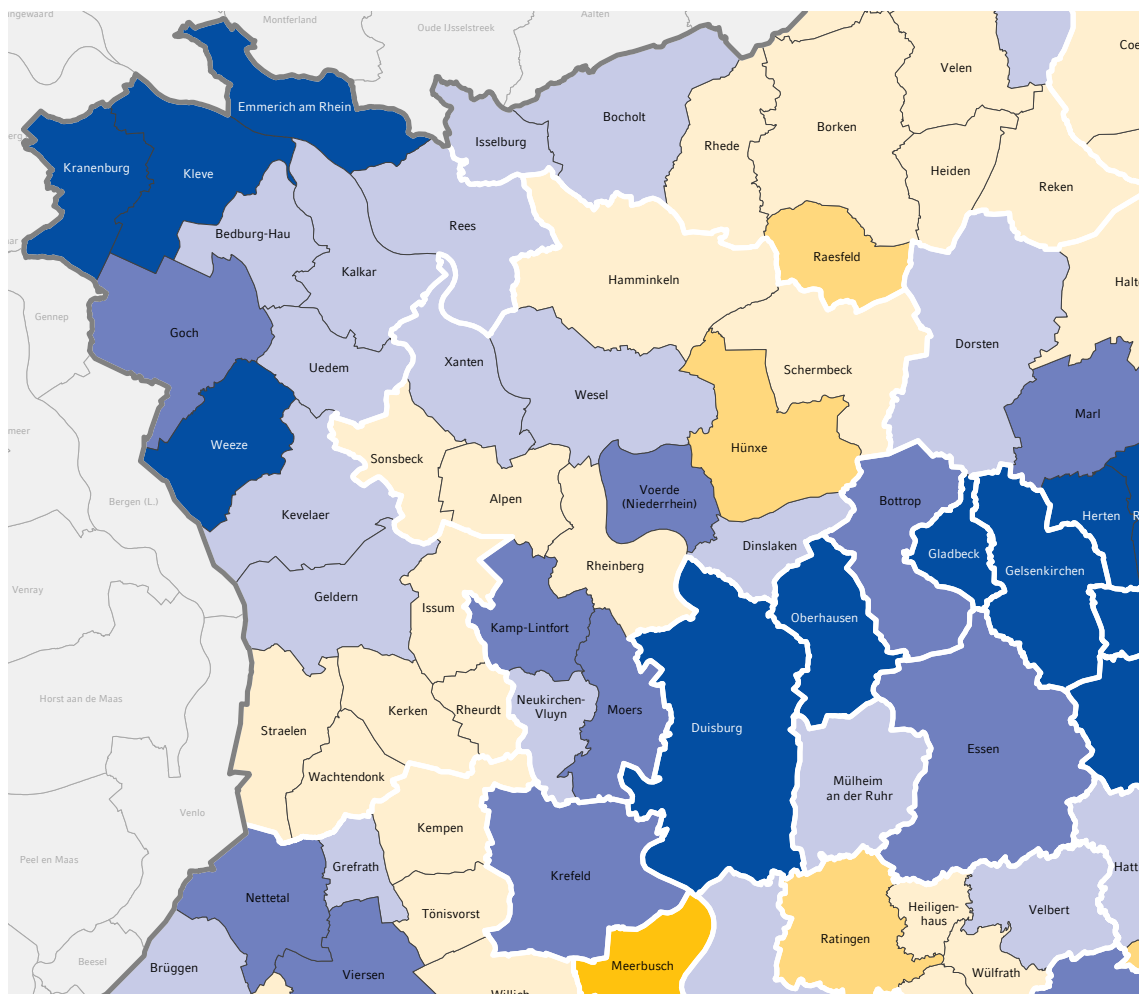 Montferland
Aalten
Oude IJsselstreek
Coe
Velen
Emmerich am Rhein
Bocholt
Borken
Isselburg
Rhede
Kranenburg
Kleve
Heiden
Reken
Rees
Bedburg-Hau
Raesfeld
Kalkar
Hamminkeln
Halte
Gennep
Goch
Dorsten
Xanten
Uedem
Schermbeck
Wesel
Marl
meer
Weeze
Hünxe
Sonsbeck
Voerde
(Niederrhein)
Alpen
Bergen (L.)
Bottrop
Kevelaer
Herten
R
Dinslaken
Gladbeck
Rheinberg
Gelsenkirchen
Venray
Geldern
Issum
Oberhausen
Kamp-Lintfort
Horst aan de Maas
Neukirchen-
Vluyn
Kerken
Rheurdt
Moers
Straelen
Duisburg
Essen
Wachtendonk
Mülheim
an der Ruhr
Venlo
Kempen
Peel en Maas
Grefrath
Hatt
Krefeld
Nettetal
Heiligen-
haus
Velbert
Tönisvorst
Ratingen
Beesel
Brüggen
Viersen
Meerbusch
Wülfrath
Willich